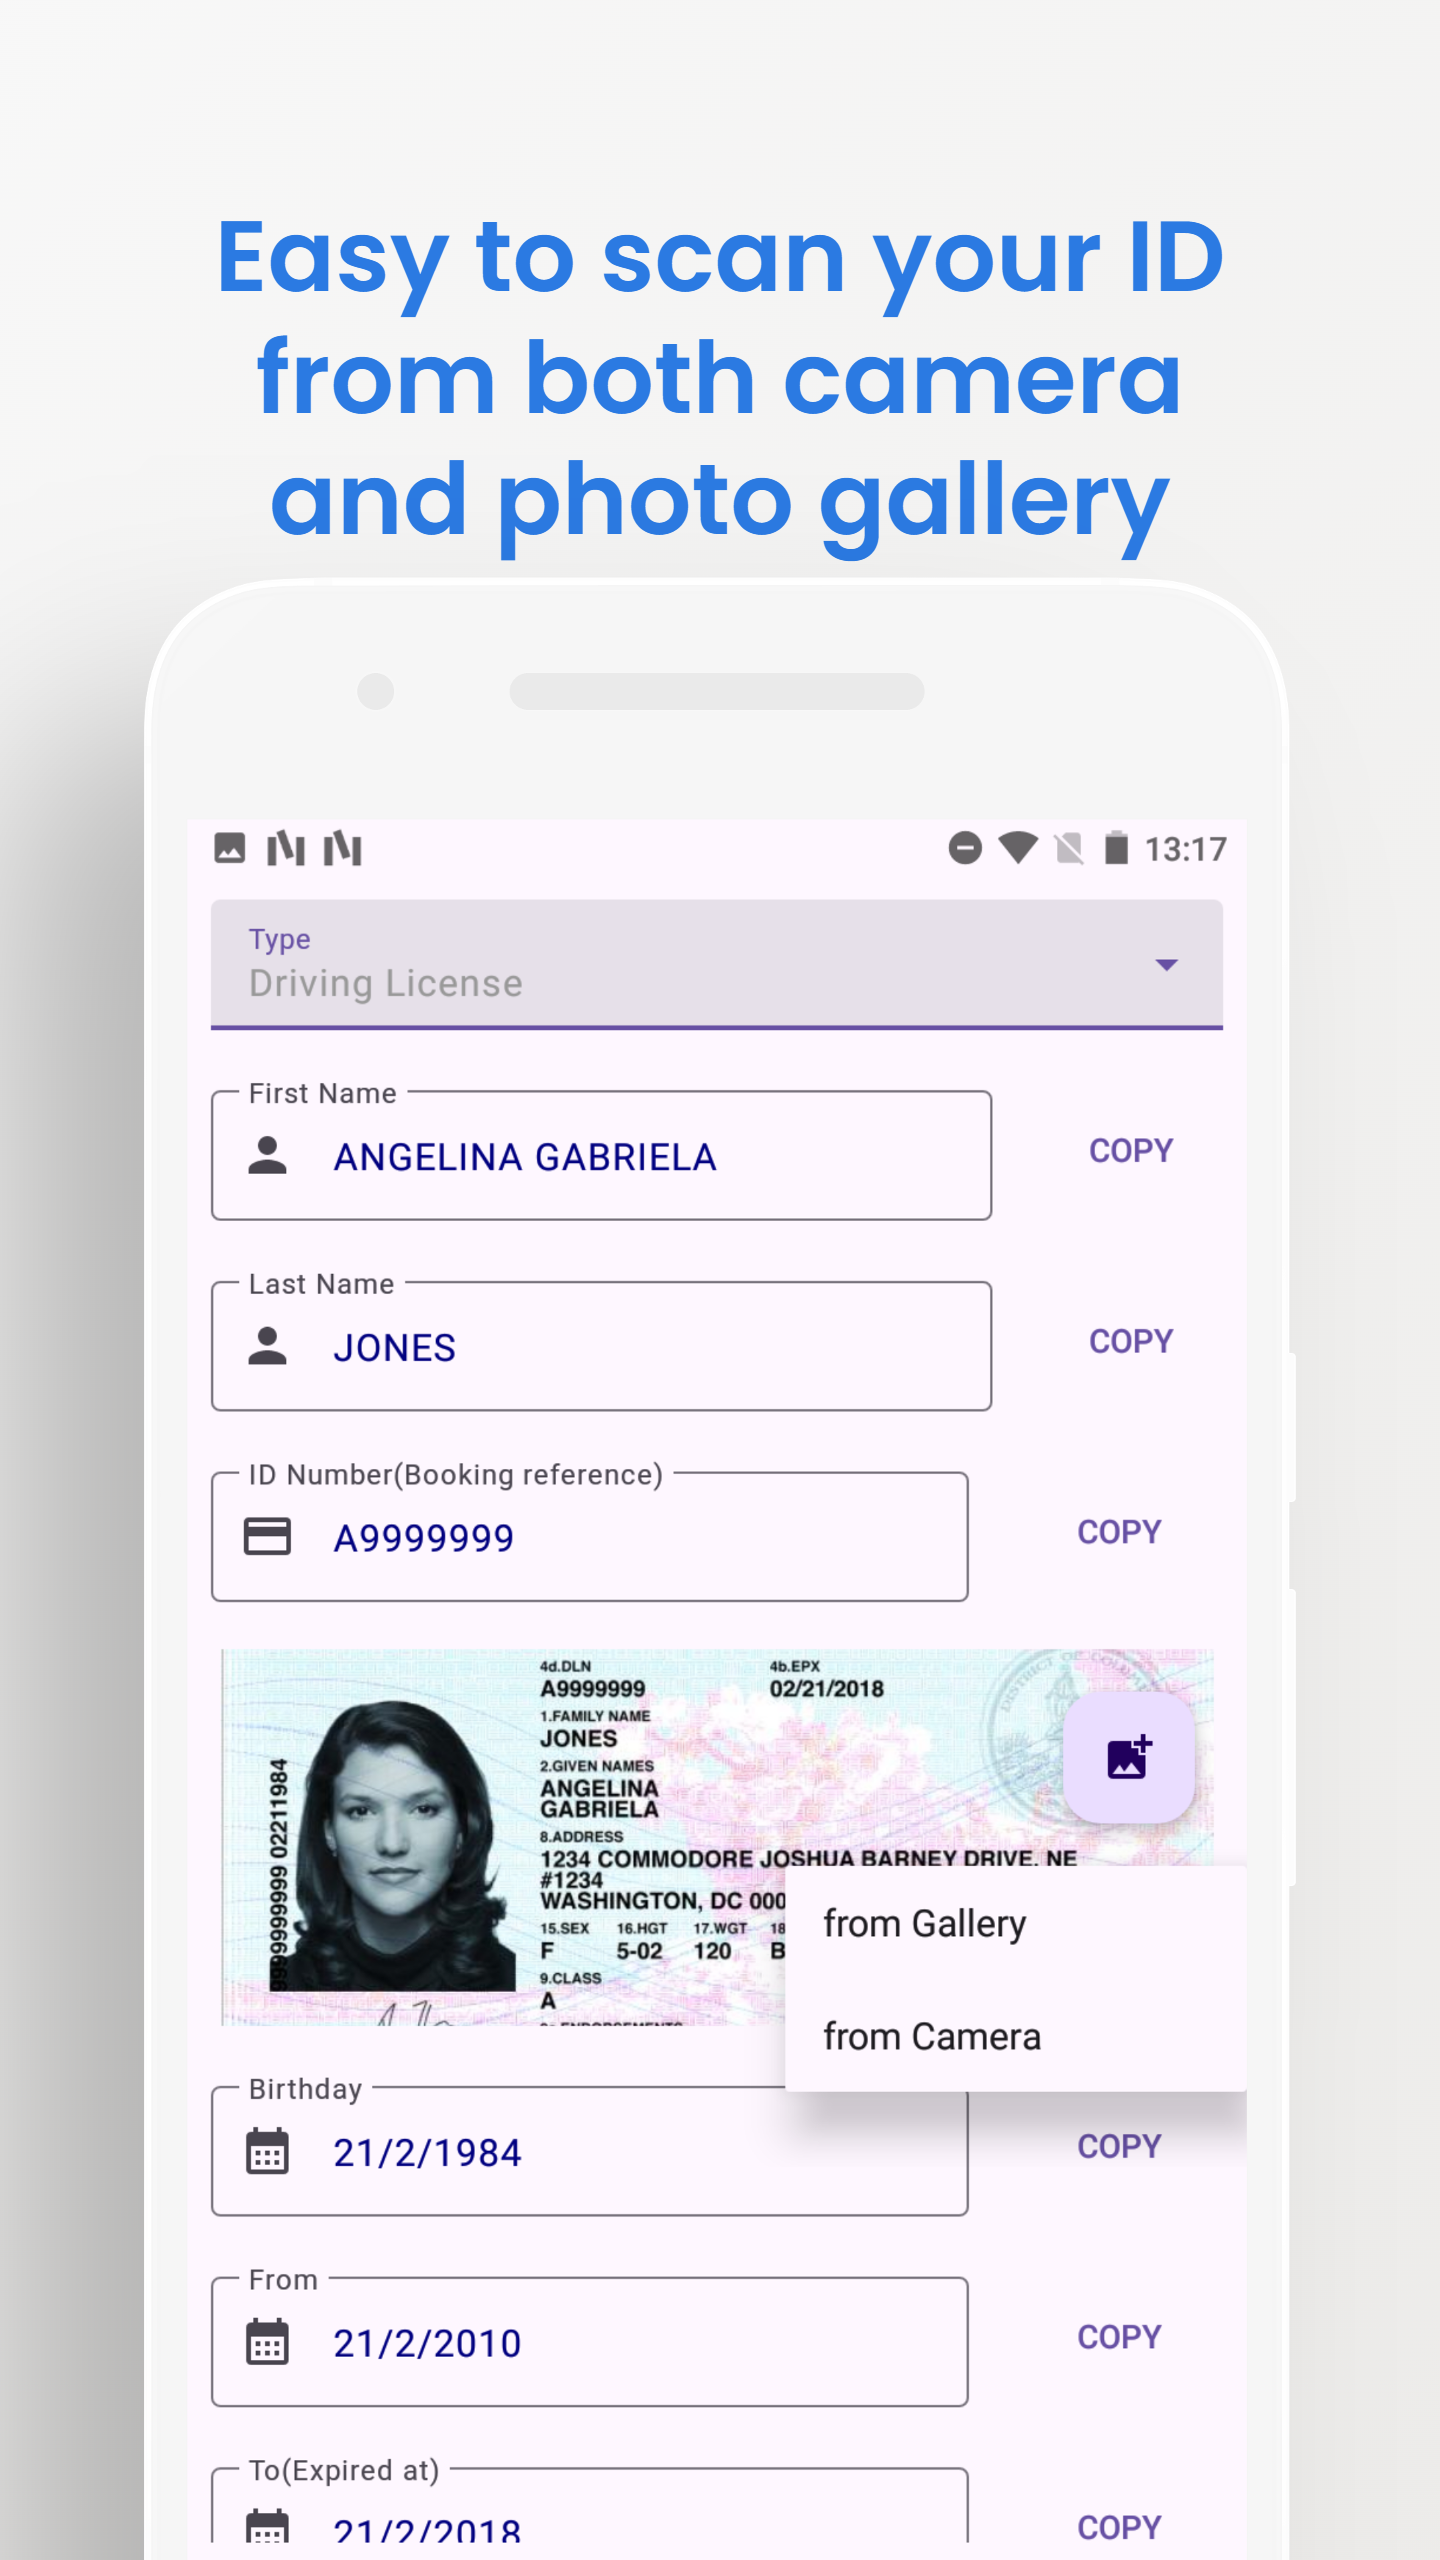 Easy to scan your ID
from both camera
and photo gallery
13:17
Type
Driving License
First Name
ANGELINA GABRIELA
COPY
Last Name
JONES
COPY
ID Number(Booking reference)
A9999999
COPY
4d.DLN 4b.EPX
A9999999 02/21/2018
1.FAMILY NAME
JONES
2.GIVEN NAMES
ANGELINA
GABRIELA
8.ADDRESS
1234 COMMODORE JOSHUA BARNEY DRIVE, NE
#1234
WASHINGTON, DC 000
15.SEX 16.HGT 17.WGT 18
F 5-02 120 B
9.CLASS
A
02211984
DISTRICT OF
from Gallery
from Camera
Birthday
21/2/1984
COPY
From
21/2/2010
COPY
To(Expired at)
21/2/2018
COPY